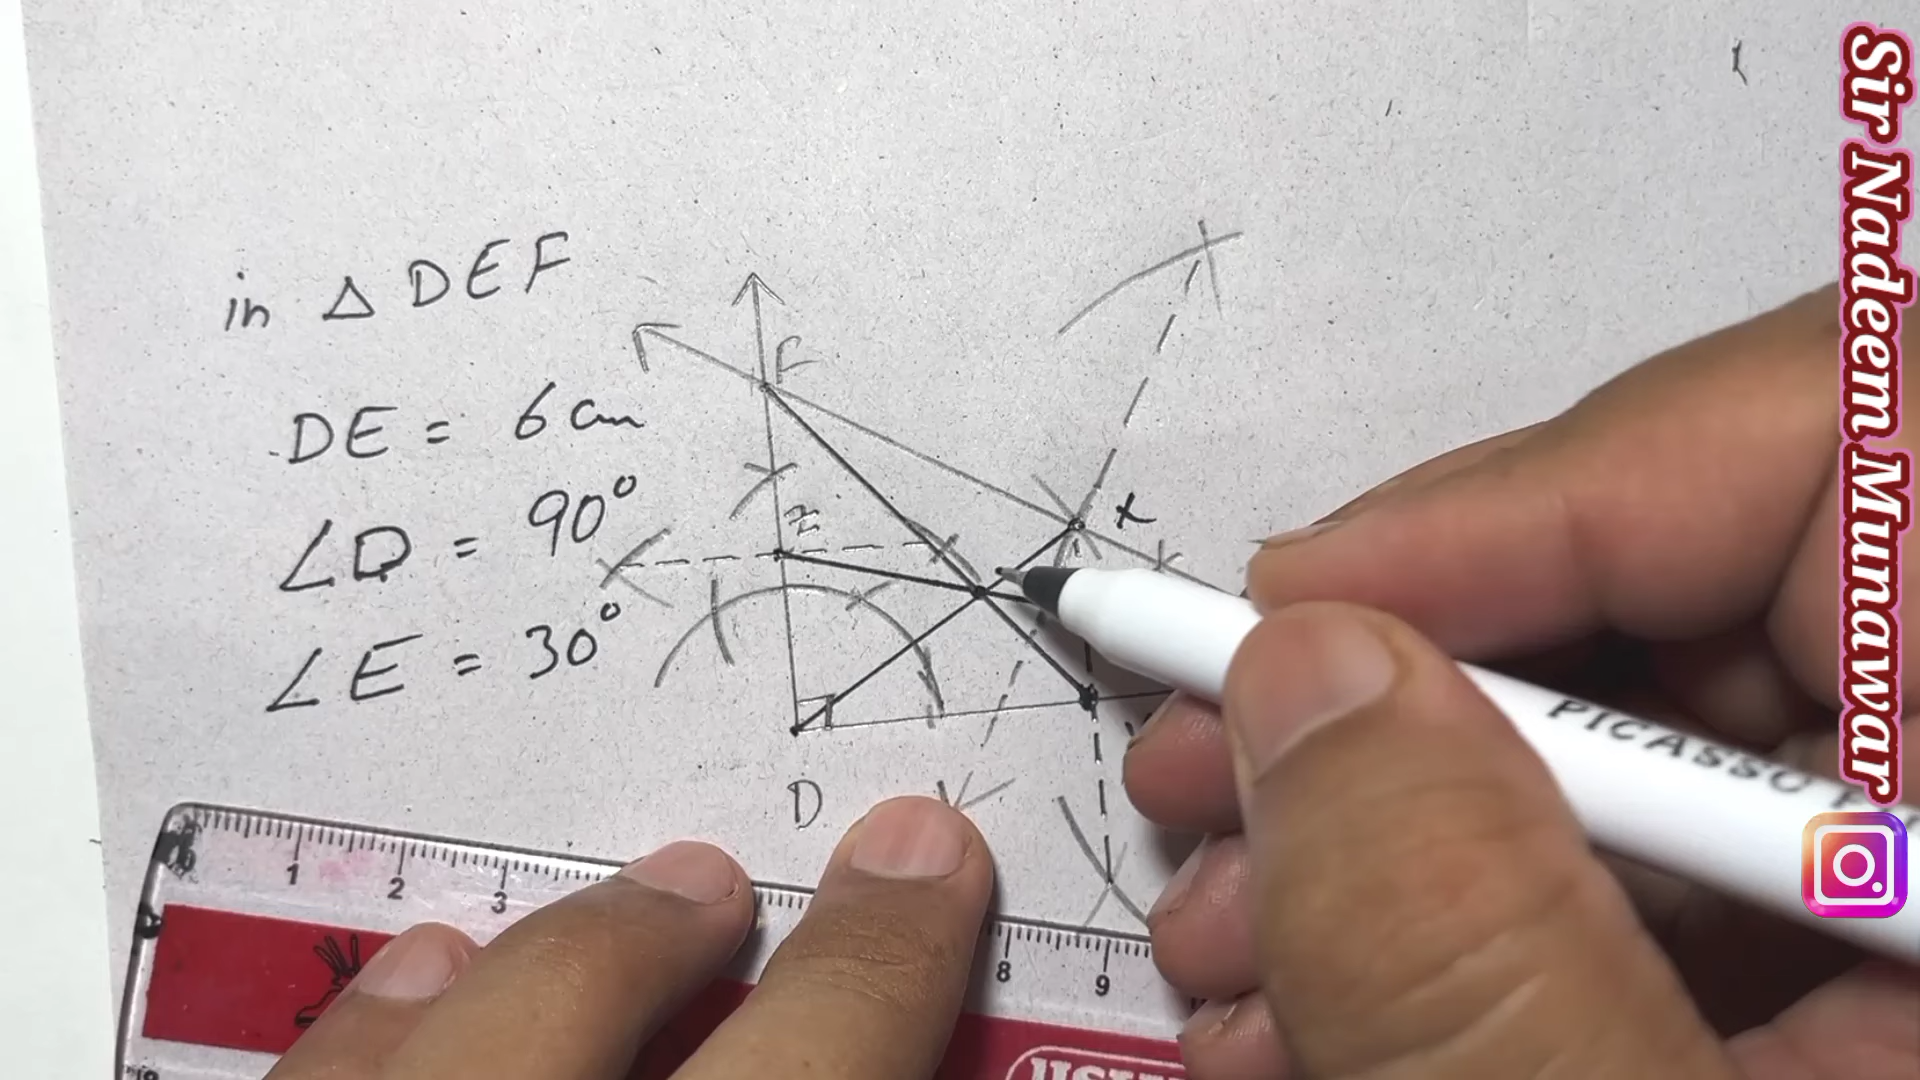 in Δ DEF
DE = 6 cm
∠D = 90°
∠E = 30°
F
Z
X
D
1 2 3 8 9
PICASSO
Sir Nadeem Munawar